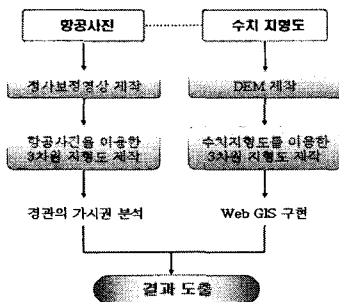 항공사진
수치 지형도
정사보정영상 제작
DEM 제작
항공사진을 이용한
3차원 지형도 제작
수치지형도를 이용한
3차원 지형도 제작
경관의 가시권 분석
Web GIS 구현
결과 도출